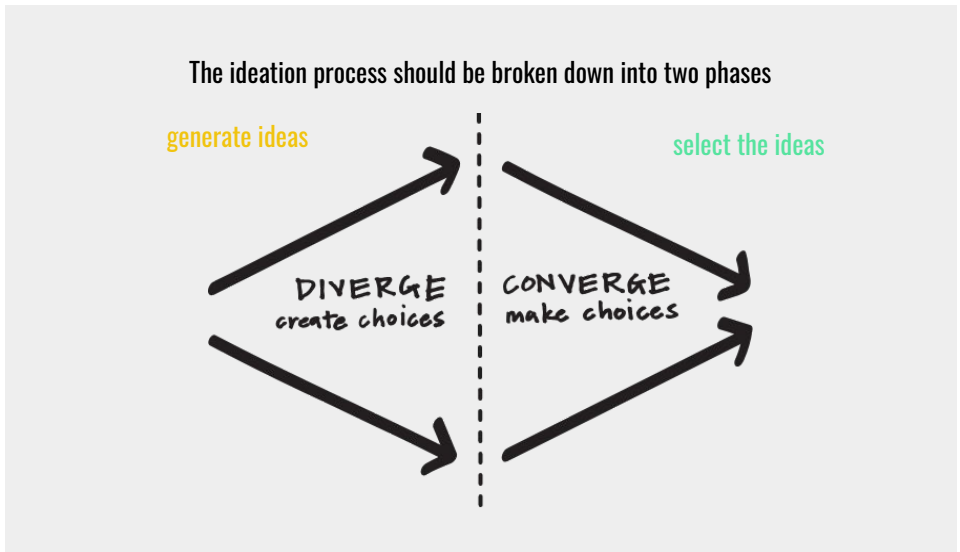 The ideation process should be broken down into two phases
generate ideas
select the ideas
DIVERGE
create choices
CONVERGE
make choices